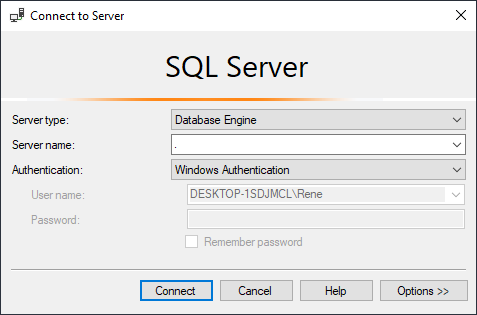 Connect to Server
SQL Server
Server type: Database Engine
Server name: .
Authentication: Windows Authentication
User name: DESKTOP-1SDJMCL\Rene
Password:
Remember password
Connect Cancel Help Options >>